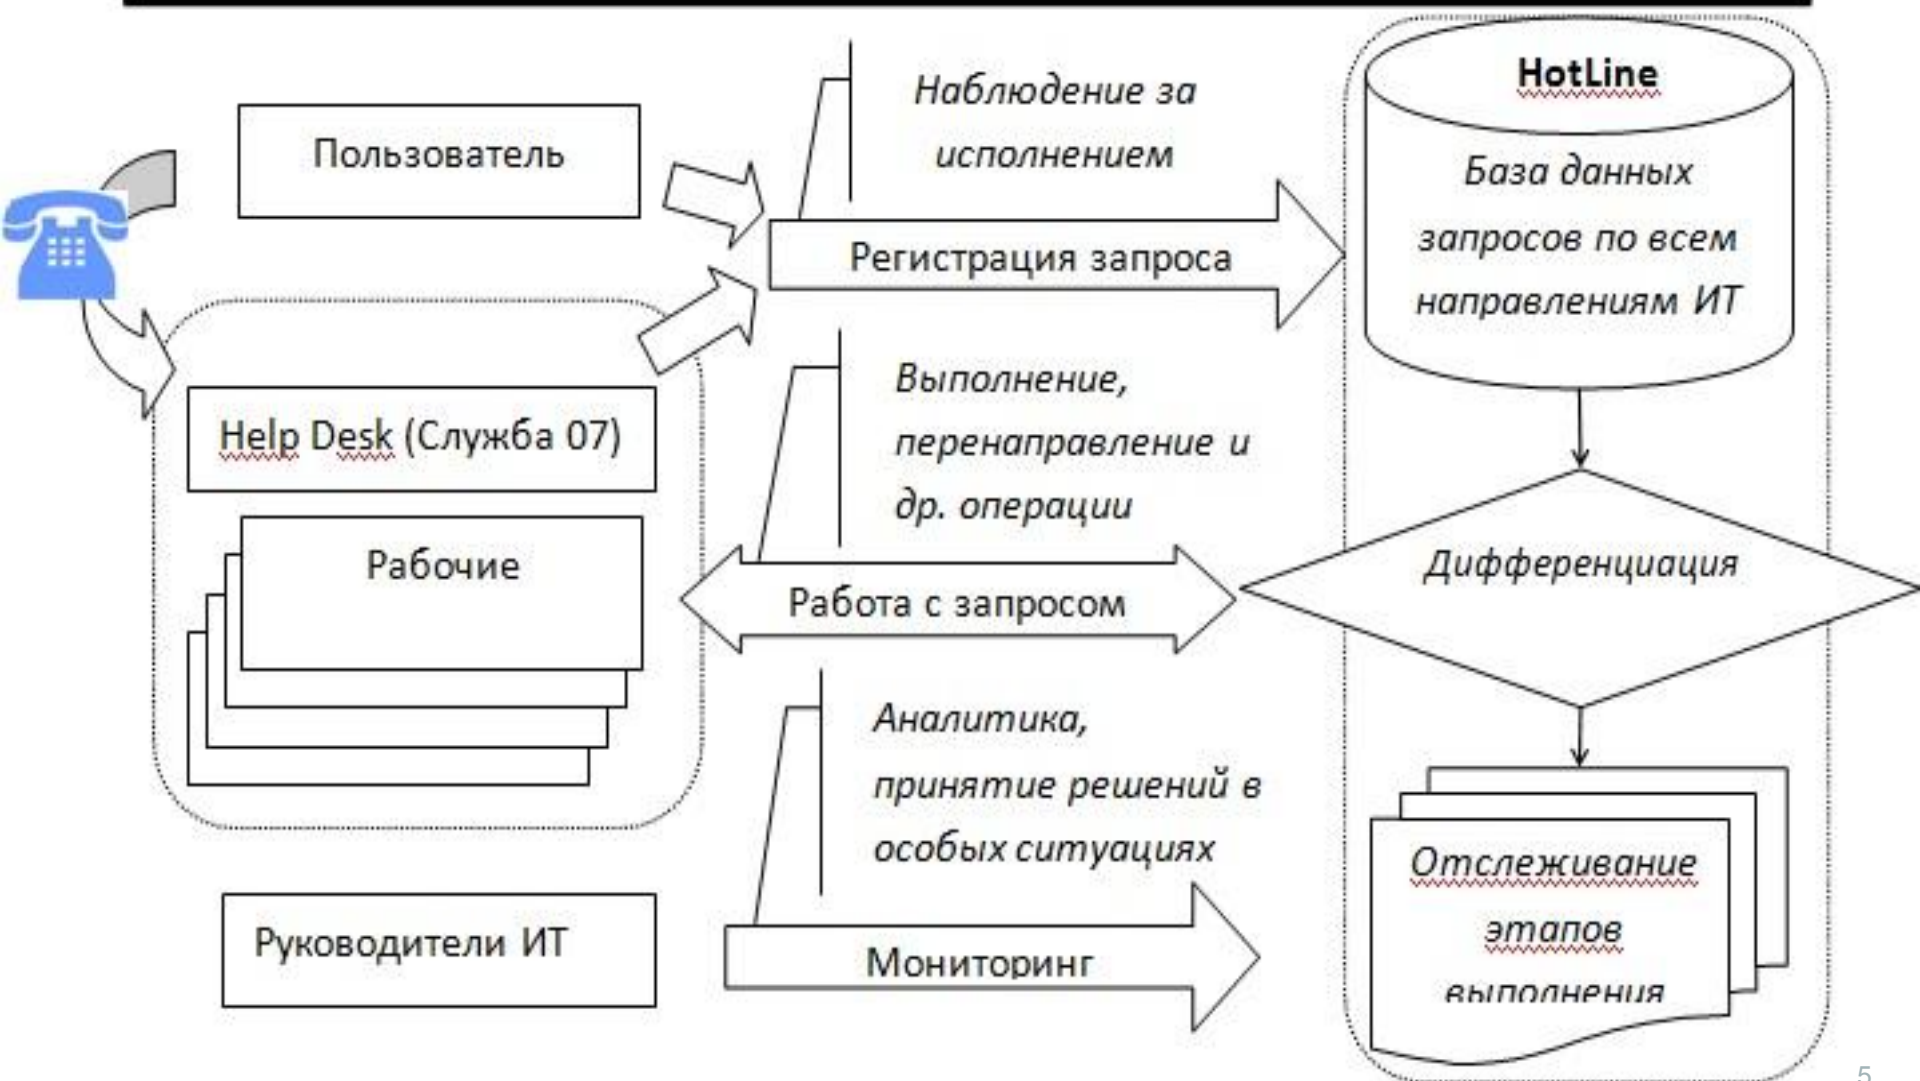 Пользователь
Наблюдение за
исполнением
Регистрация запроса
HotLine
База данных
запросов по всем
направлениям ИТ
Help Desk (Служба 07)
Рабочие
Выполнение,
перенаправление и
др. операции
Работа с запросом
Дифференциация
Аналитика,
принятие решений в
особых ситуациях
Руководители ИТ
Мониторинг
Отслеживание
этапов
выполнения
5